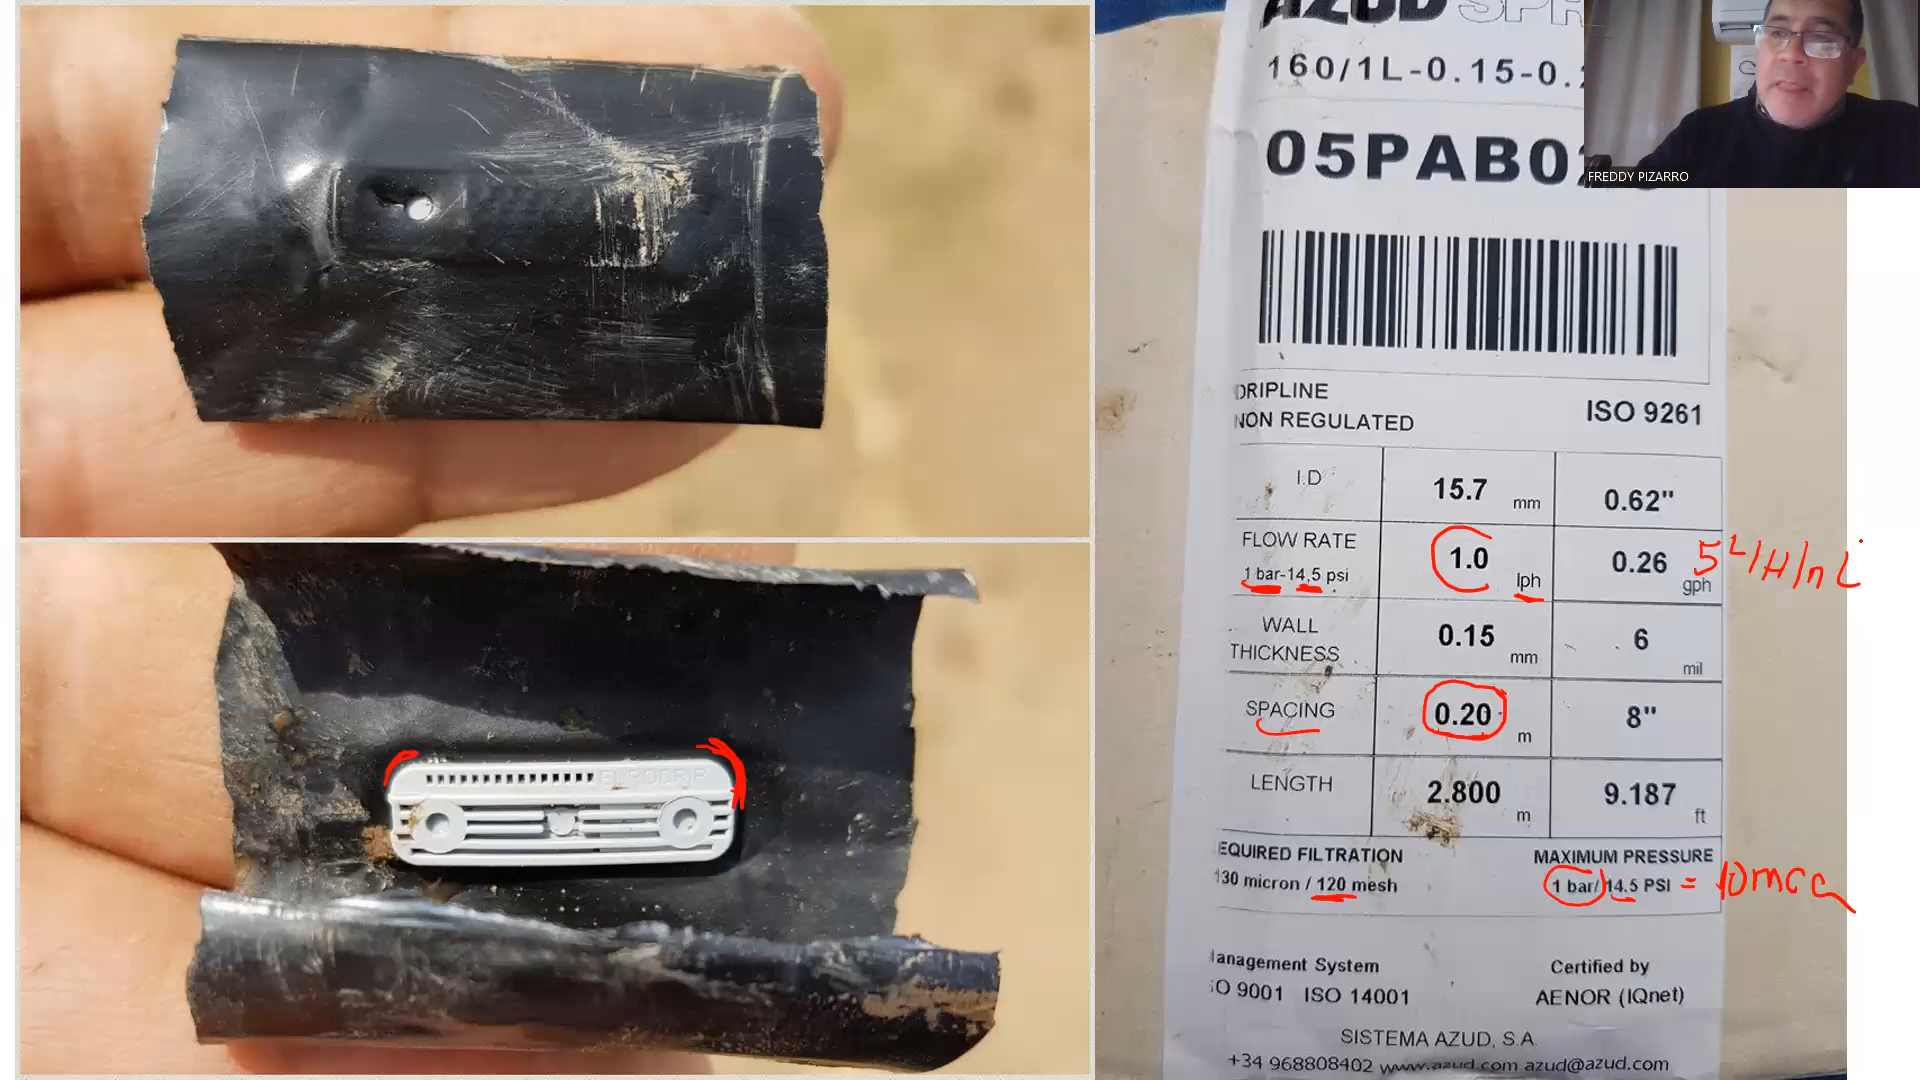 AZUD SPR
160/1L-0.15-0.
FREDDY PIZARRO
05PAB0
DRIPLINE
NON REGULATED
ISO 9261
I.D 15.7 mm 0.62"
FLOW RATE 1.0 lph 0.26 gph
1 bar-14,5 psi
5 L/H/
WALL THICKNESS 0.15 mm 6 mil
SPACING 0.20 m 8"
LENGTH 2.800 m 9.187 ft
EQUIRED FILTRATION
130 micron / 120 mesh
MAXIMUM PRESSURE
1 bar/ 14.5 PSI = 10mca
anagement System
SO 9001 ISO 14001
Certified by
AENOR (IQnet)
SISTEMA AZUD, S.A.
+34 968808402 www.azud.com azud@azud.com
EURODRIP